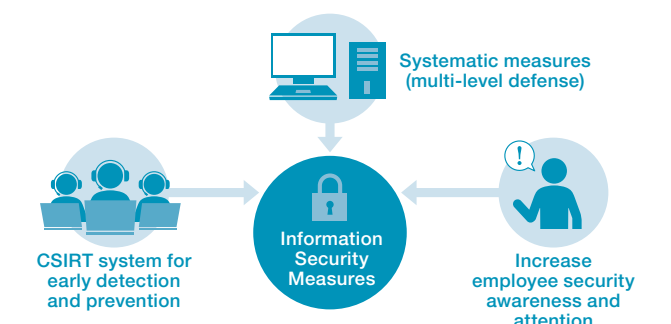 Systematic measures
(multi-level defense)
!
Information
Security
Measures
CSIRT system for
early detection
and prevention
Increase
employee security
awareness and
attention